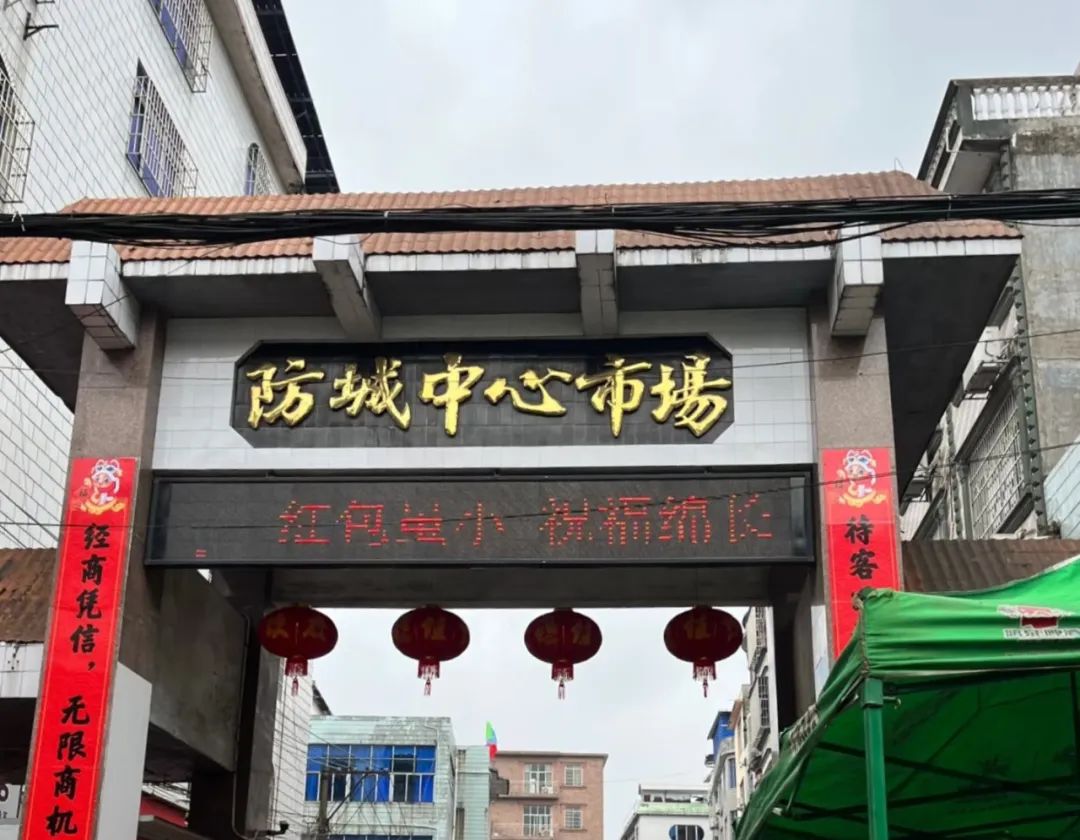 防城中心市場
红包虽小 祝福绵长
经商凭信，无限商机
待客